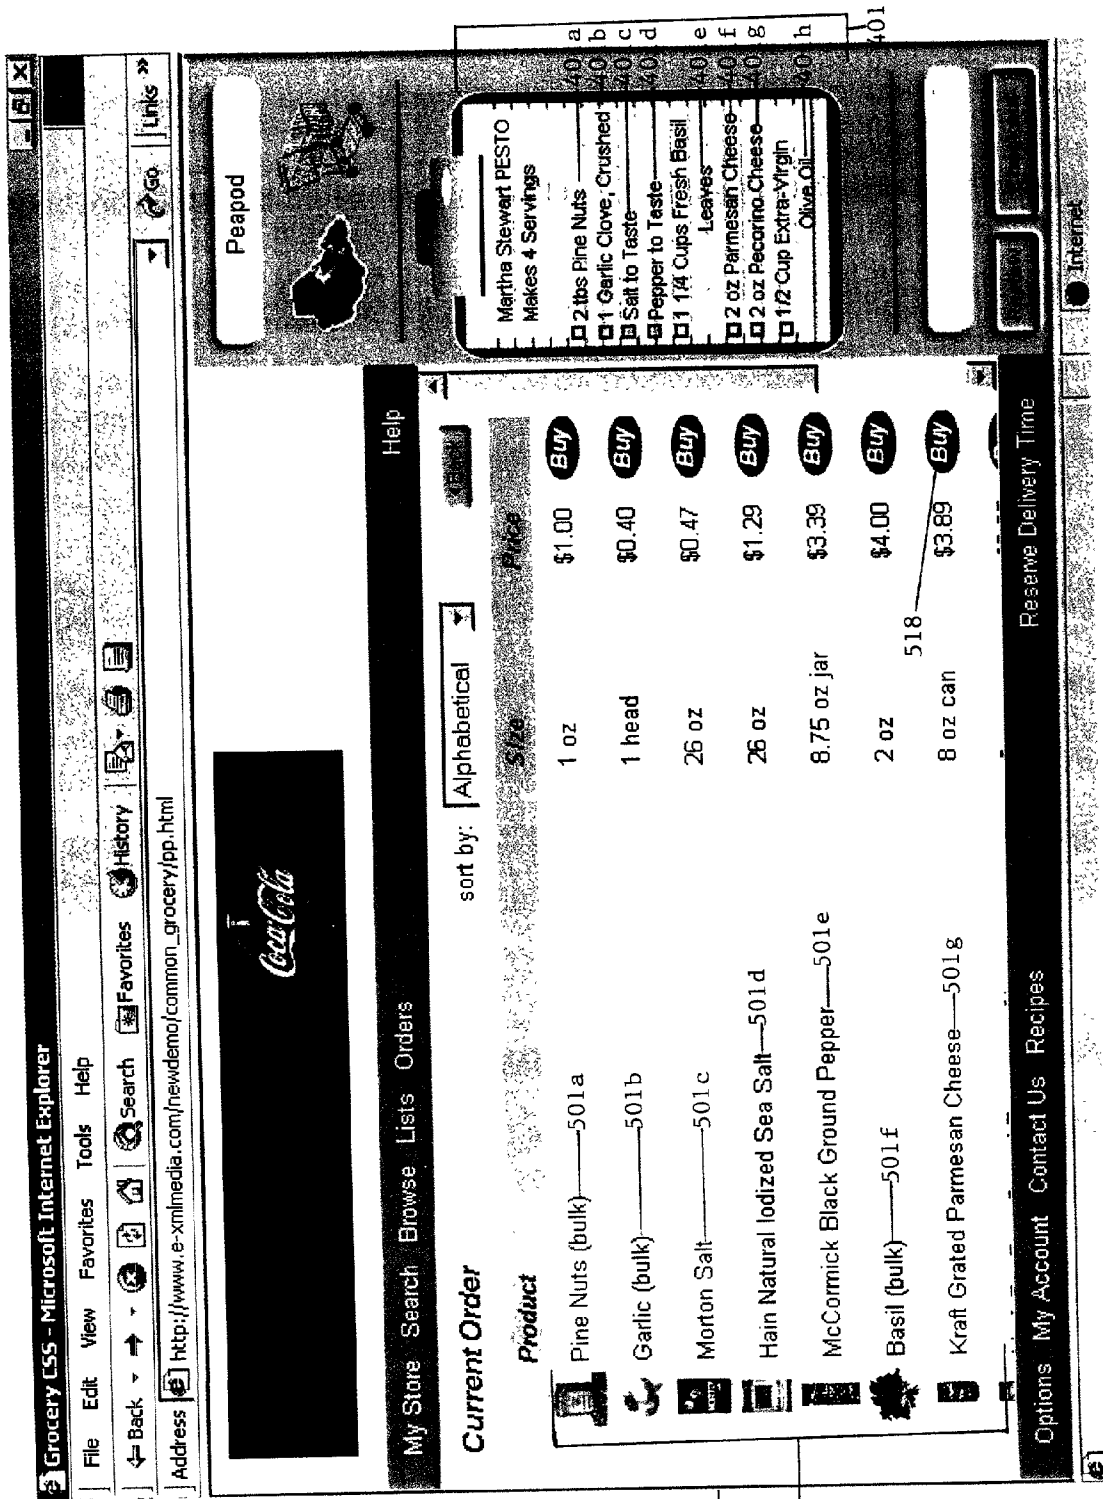 Grocery CSS - Microsoft Internet Explorer
File Edit View Favorites Tools Help
Back Search Favorites History
Address http://www.e-xmlmedia.com/newdemo/common_grocery/pp.html Go Links »
Coca-Cola
Peapod
My Store Search Browse Lists Orders Help
Current Order sort by: Alphabetical
Product Size Price
Pine Nuts (bulk) 501a 1 oz $1.00 Buy
Garlic (bulk) 501b 1 head $0.40 Buy
Morton Salt 501c 26 oz $0.47 Buy
Hain Natural Iodized Sea Salt 501d 26 oz $1.29 Buy
McCormick Black Ground Pepper 501e 8.75 oz jar $3.39 Buy
Basil (bulk) 501f 2 oz $4.00 Buy
518
Kraft Grated Parmesan Cheese 501g 8 oz can $3.89 Buy
Martha Stewart PESTO
Makes 4 Servings
2 tbs Pine Nuts 401a
1 Garlic Clove, Crushed 401b
Salt to Taste 401c
Pepper to Taste 401d
1 1/4 Cups Fresh Basil
Leaves 401e
2 oz Parmesan Cheese 401f
2 oz Pecorino Cheese 401g
1/2 Cup Extra-Virgin
Olive Oil 401h
401
Options My Account Contact Us Recipes Reserve Delivery Time
Internet